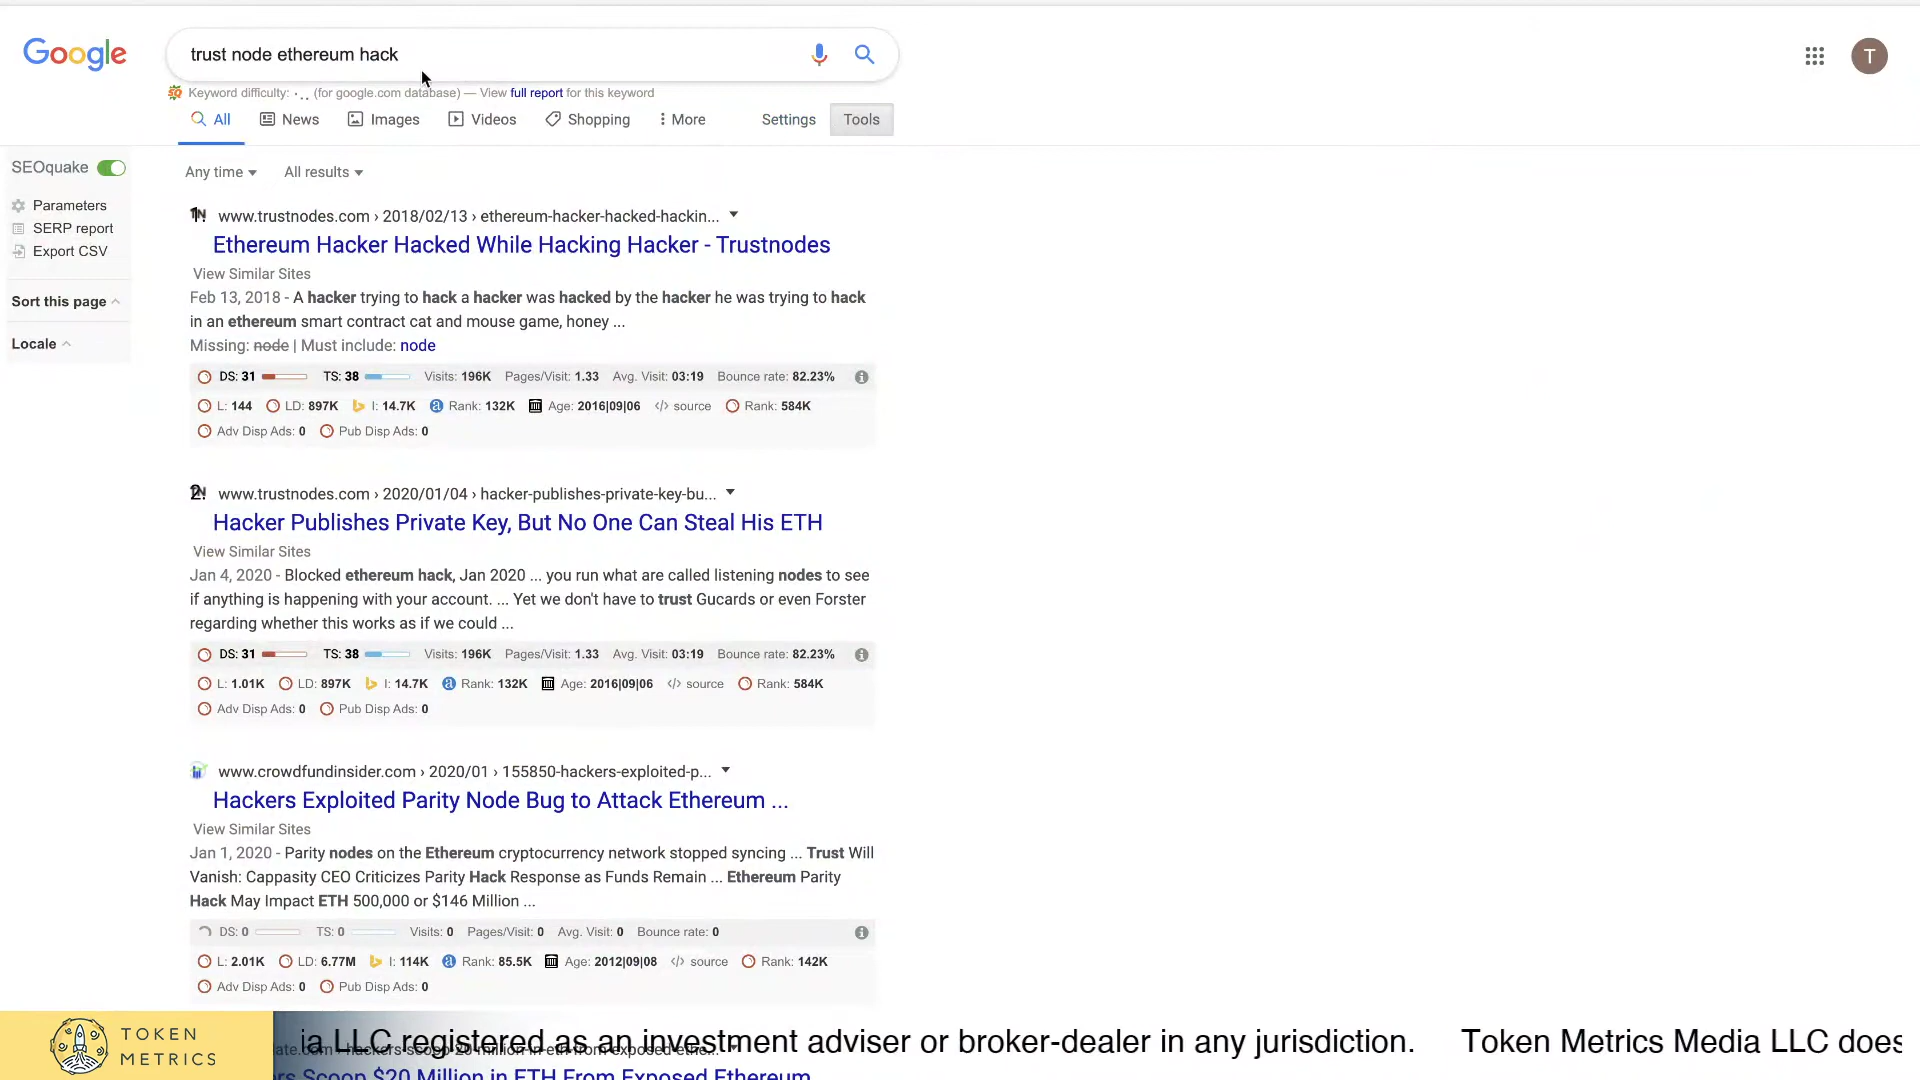 Google
trust node ethereum hack
T
Keyword difficulty: (for google.com database) — View full report for this keyword
All News Images Videos Shopping More Settings Tools
SEOquake
Parameters
SERP report
Export CSV
Sort this page
Locale
Any time All results
www.trustnodes.com › 2018/02/13 › ethereum-hacker-hacked-hackin...
Ethereum Hacker Hacked While Hacking Hacker - Trustnodes
View Similar Sites
Feb 13, 2018 - A hacker trying to hack a hacker was hacked by the hacker he was trying to hack
in an ethereum smart contract cat and mouse game, honey ...
Missing: node | Must include: node
DS: 31 TS: 38 Visits: 196K Pages/Visit: 1.33 Avg. Visit: 03:19 Bounce rate: 82.23%
L: 144 LD: 897K I: 14.7K Rank: 132K Age: 2016|09|06 </> source Rank: 584K
Adv Disp Ads: 0 Pub Disp Ads: 0
www.trustnodes.com › 2020/01/04 › hacker-publishes-private-key-bu...
Hacker Publishes Private Key, But No One Can Steal His ETH
View Similar Sites
Jan 4, 2020 - Blocked ethereum hack, Jan 2020 ... you run what are called listening nodes to see
if anything is happening with your account. ... Yet we don't have to trust Gucards or even Forster
regarding whether this works as if we could ...
DS: 31 TS: 38 Visits: 196K Pages/Visit: 1.33 Avg. Visit: 03:19 Bounce rate: 82.23%
L: 1.01K LD: 897K I: 14.7K Rank: 132K Age: 2016|09|06 </> source Rank: 584K
Adv Disp Ads: 0 Pub Disp Ads: 0
www.crowdfundinsider.com › 2020/01 › 155850-hackers-exploited-p...
Hackers Exploited Parity Node Bug to Attack Ethereum ...
View Similar Sites
Jan 1, 2020 - Parity nodes on the Ethereum cryptocurrency network stopped syncing ... Trust Will
Vanish: Cappasity CEO Criticizes Parity Hack Response as Funds Remain ... Ethereum Parity
Hack May Impact ETH 500,000 or $146 Million ...
DS: 0 TS: 0 Visits: 0 Pages/Visit: 0 Avg. Visit: 0 Bounce rate: 0
L: 2.01K LD: 6.77M I: 114K Rank: 85.5K Age: 2012|09|08 </> source Rank: 142K
Adv Disp Ads: 0 Pub Disp Ads: 0
TOKEN
METRICS
ia LLC registered as an investment adviser or broker-dealer in any jurisdiction. Token Metrics Media LLC does
rs Scoop $20 Million in ETH From Exposed Ethereum